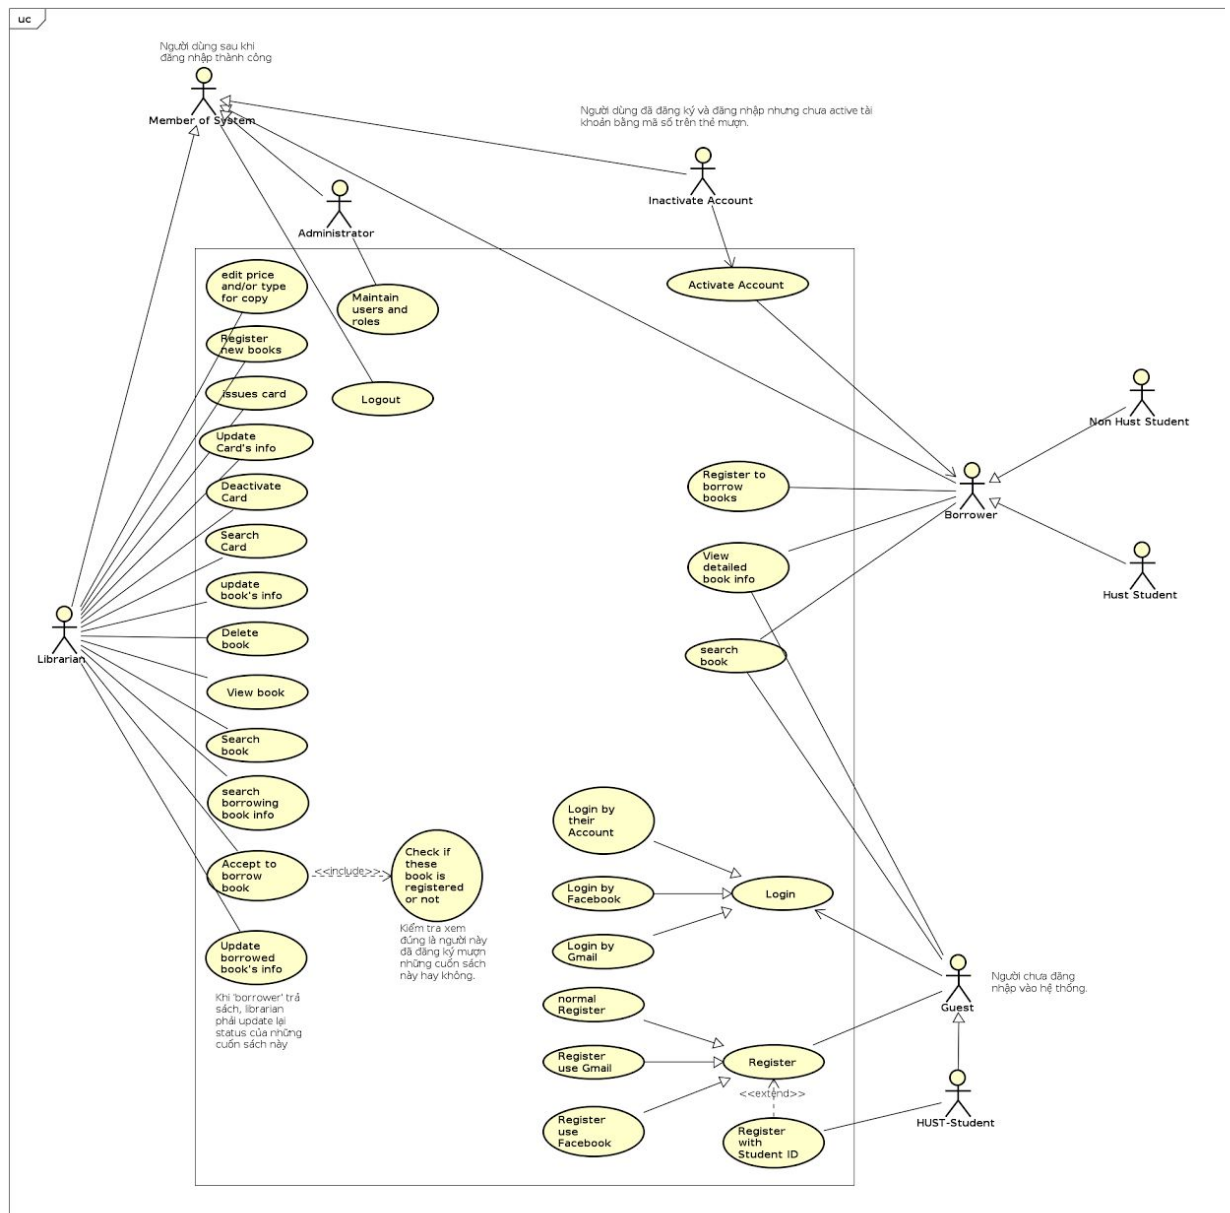 uc
Người dùng sau khi
đăng nhập thành công
Member of System
Người dùng đã đăng ký và đăng nhập nhưng chưa active tài
khoản bằng mã số trên thẻ mượn.
Inactivate Account
Administrator
edit price
and/or type
for copy
Maintain
users and
roles
Activate Account
Register
new books
issues card
Logout
Update
Card's info
Deactivate
Card
Search
Card
update
book's info
Delete
book
View book
Search
book
search
borrowing
book info
Accept to
borrow
book
<<include>>
Check if
these
book is
registered
or not
Kiểm tra xem
đúng là người này
đã đăng ký mượn
những cuốn sách
này hay không.
Update
borrowed
book's info
Khi 'borrower' trả
sách, librarian
phải update lại
status của những
cuốn sách này
Librarian
Non Hust Student
Register to
borrow
books
Borrower
View
detailed
book info
Hust Student
search
book
Login by
their
Account
Login by
Facebook
Login
Login by
Gmail
Guest
Người chưa đăng
nhập vào hệ thống.
normal
Register
Register
use Gmail
Register
<<extend>>
Register
use
Facebook
Register
with
Student ID
HUST-Student